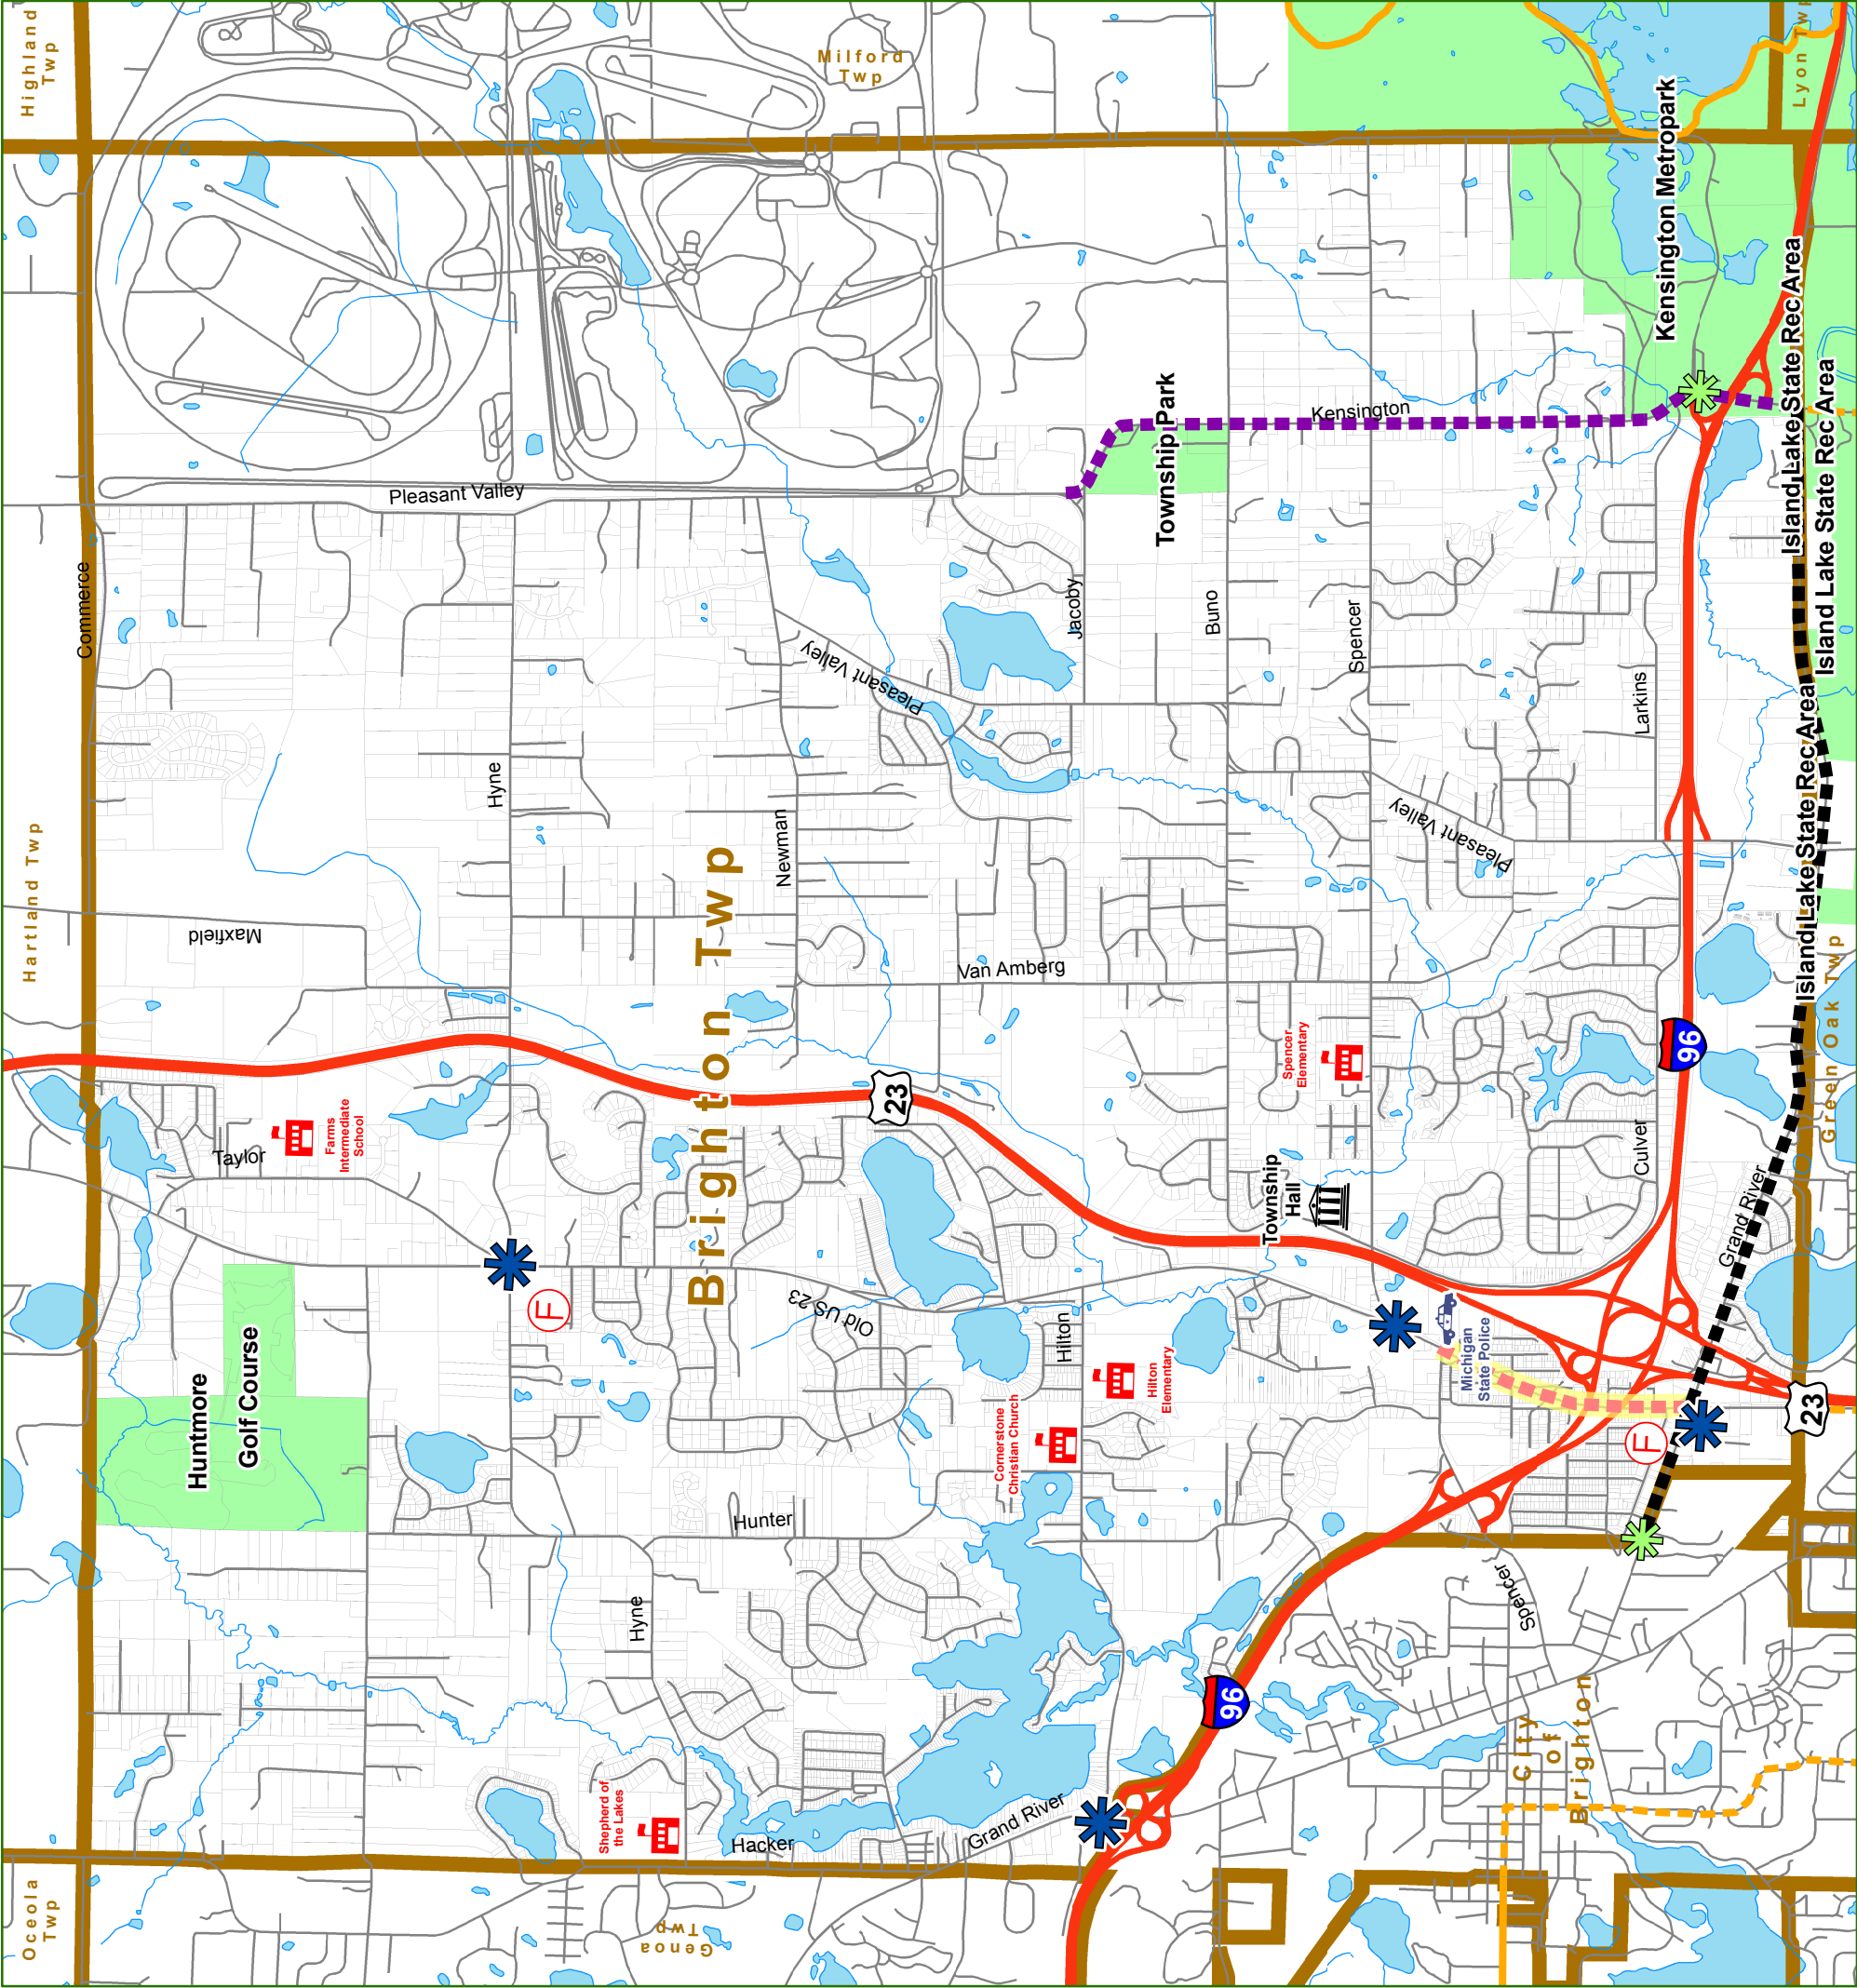 Oceola
Twp
Hartland Twp
Highland
Twp
Commerce
Huntmore
Golf Course
Maxfield
Taylor
Farms
Intermediate
School
Pleasant Valley
Hyne
Hyne
F
Shepherd of
the Lakes
Genoa
Twp
Brighton Twp
Hunter
Hacker
Newman
Old US 23
Pleasant Valley
Milford
Twp
23
Van Amberg
Grand River
Cornerstone
Christian Church
Hilton
Hilton
Elementary
Jacoby
Township Park
Buno
96
Township
Hall
Spencer
Elementary
Spencer
Kensington
Pleasant Valley
Michigan
State Police
Spencer
City
of
Brighton
F
Culver
Larkins
Kensington Metropark
96
Grand River
23
Island Lake State Rec Area
Island Lake State Rec Area
Island Lake State Rec Area
Green Oak Twp
Lyon Twp